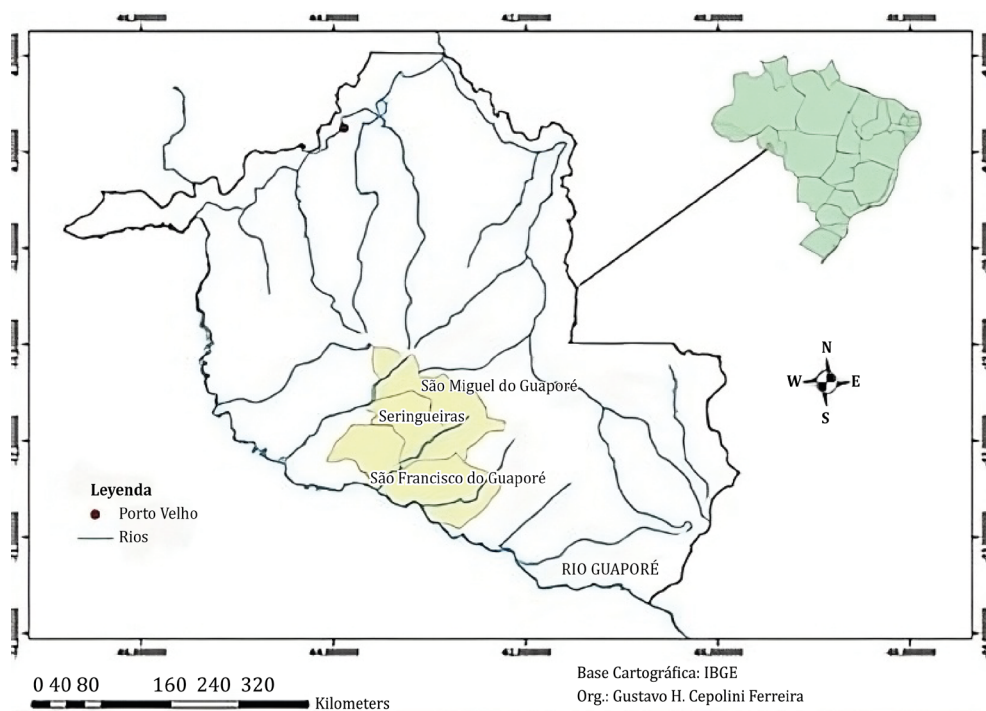 N
W E
S
São Miguel do Guaporé
Seringueiras
São Francisco do Guaporé
Leyenda
Porto Velho
Rios
RIO GUAPORÉ
0 40 80 160 240 320
Kilometers
Base Cartográfica: IBGE
Org.: Gustavo H. Cepolini Ferreira